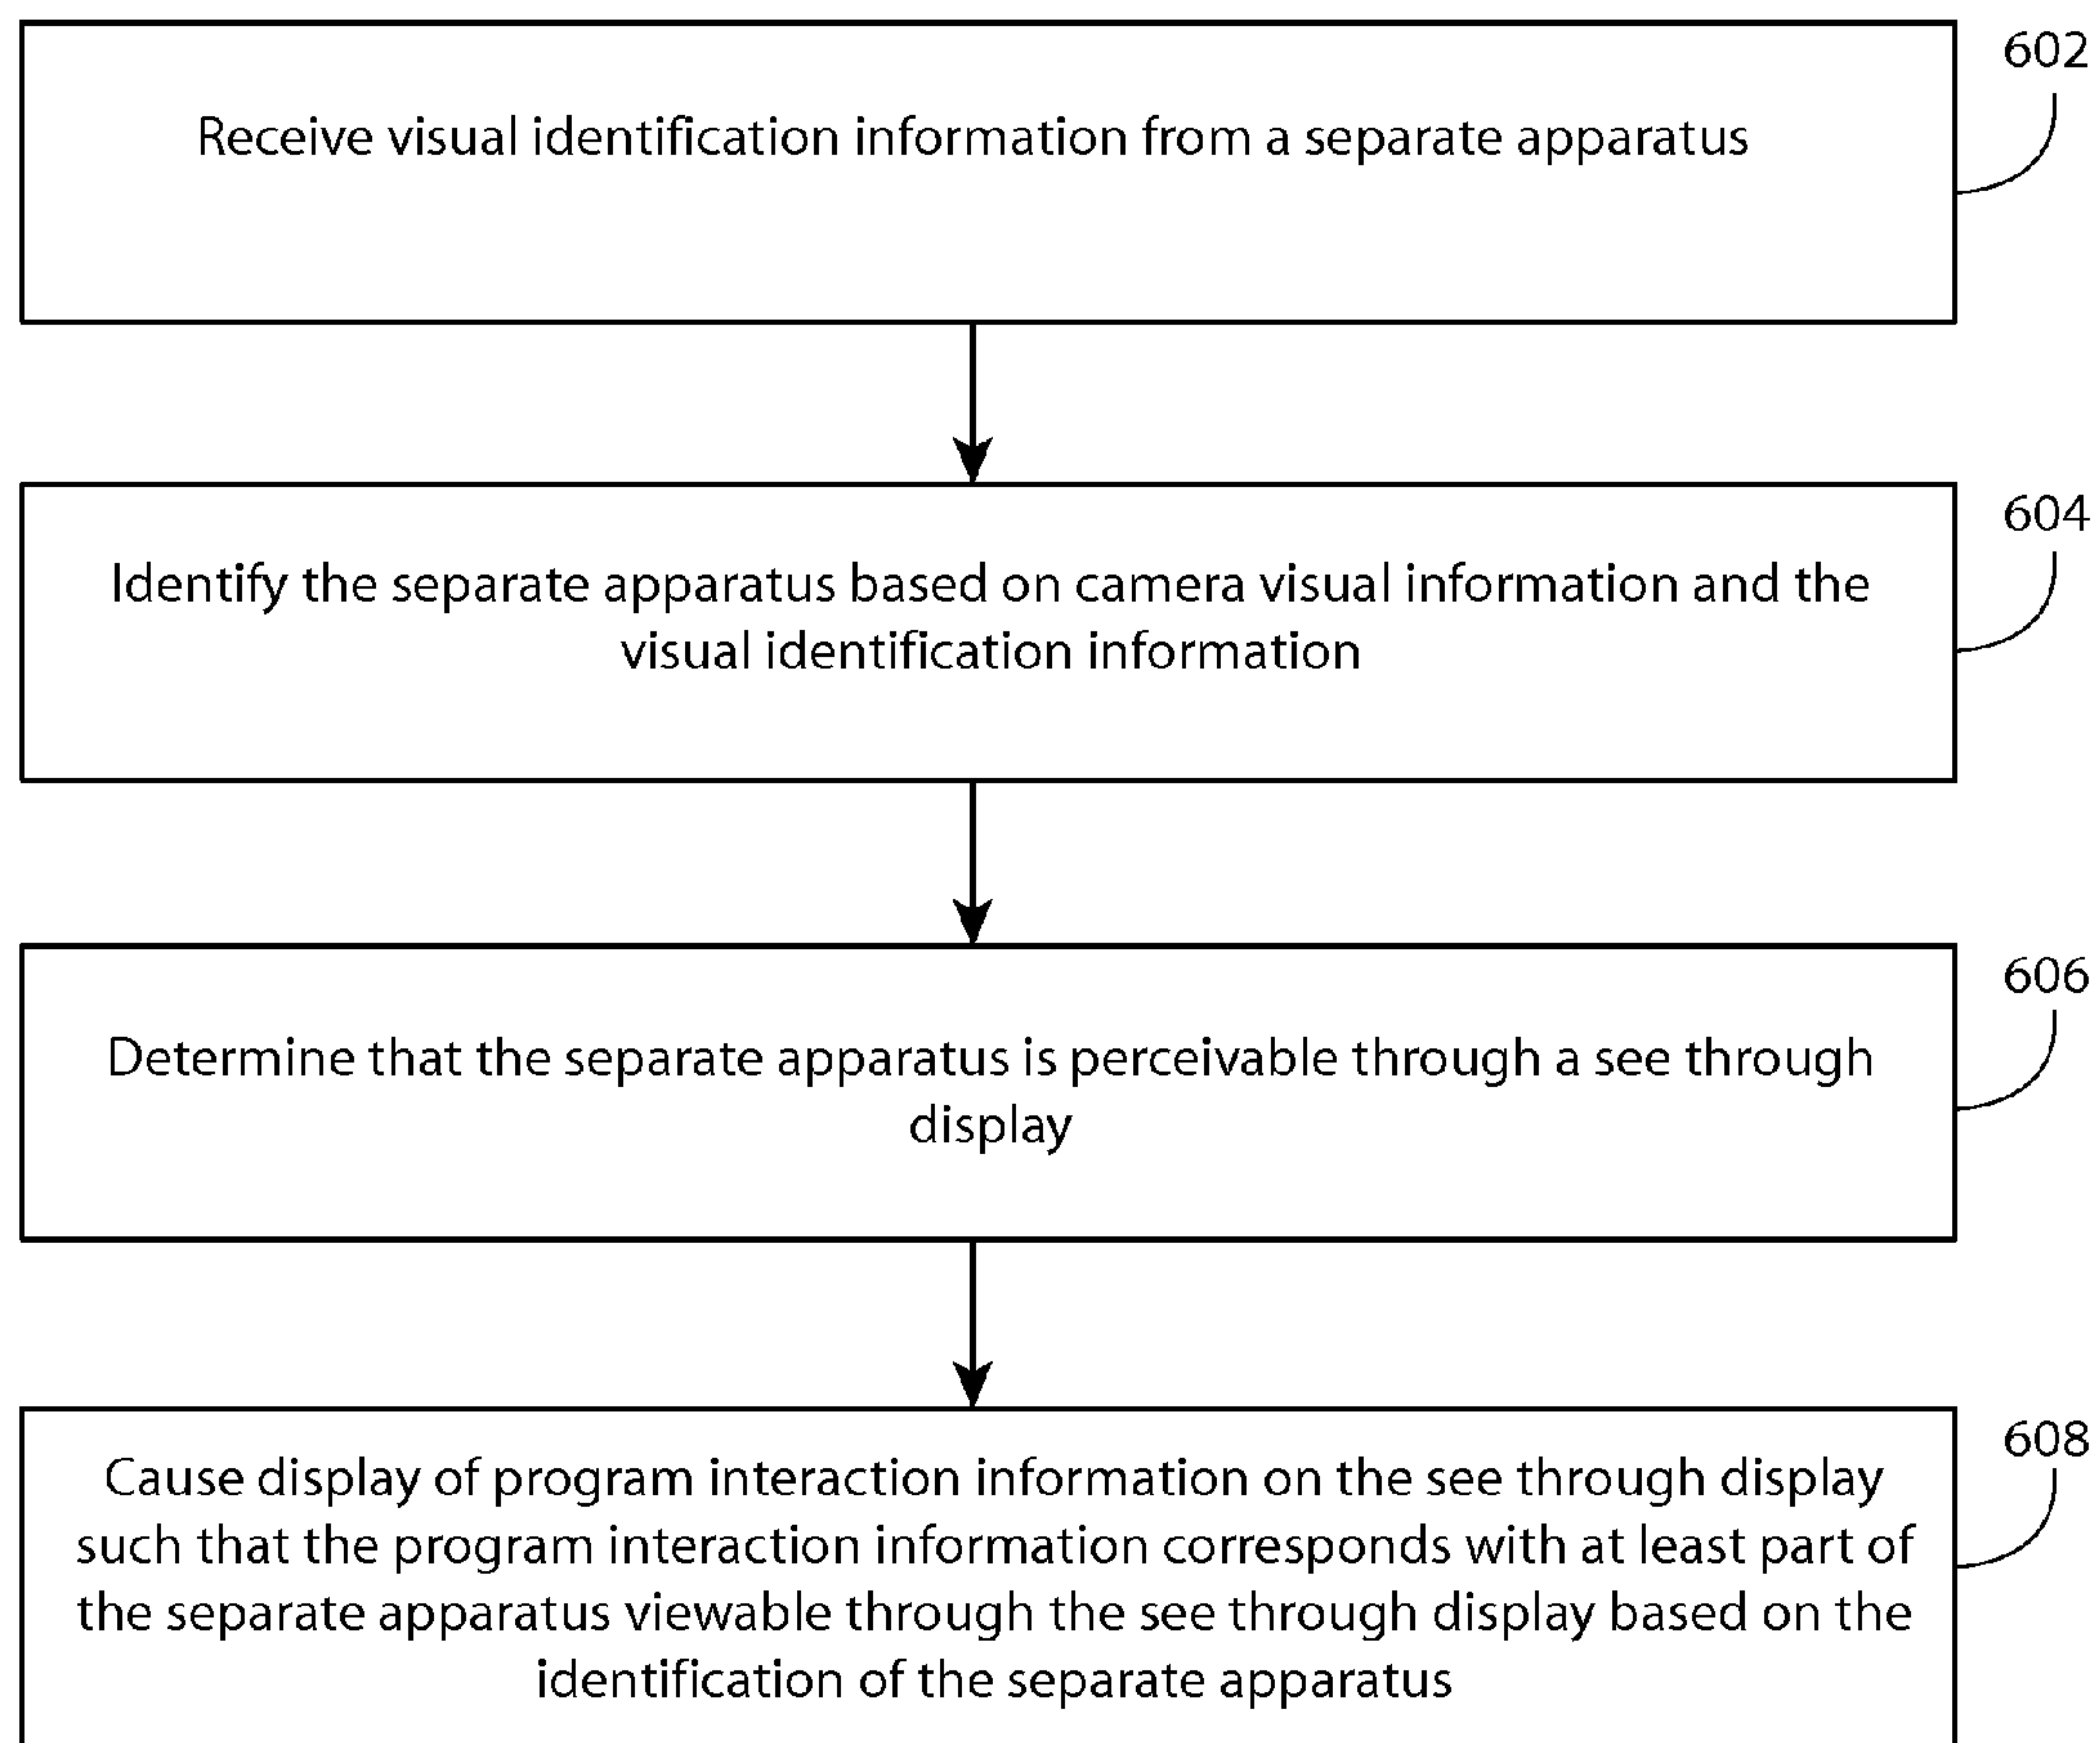 602
Receive visual identification information from a separate apparatus
604
Identify the separate apparatus based on camera visual information and the
visual identification information
606
Determine that the separate apparatus is perceivable through a see through
display
608
Cause display of program interaction information on the see through display
such that the program interaction information corresponds with at least part of
the separate apparatus viewable through the see through display based on the
identification of the separate apparatus